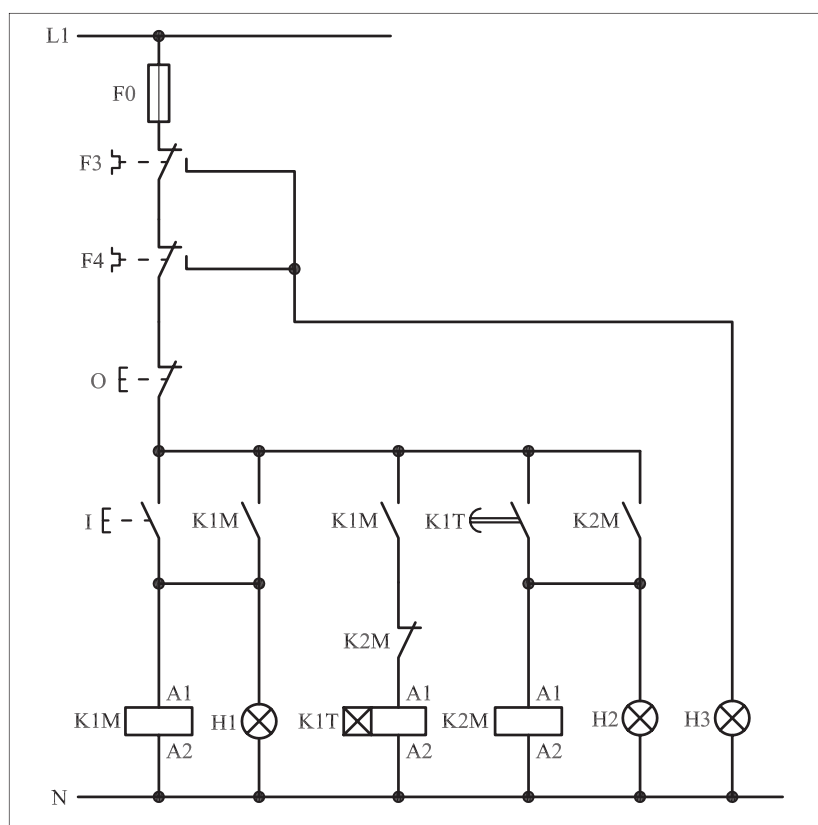 L1
F0
F3
F4
O
I K1M K1M K1T K2M
K2M
A1 A1 A1
K1M H1 K1T K2M H2 H3
A2 A2 A2
N